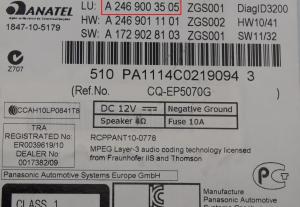 ANATEL
1847-10-5179
LU: A 246 900 35 05 ZGS001 DiagID3200
HW: A 246 901 11 01 ZGS001 HW10/41
SW: A 172 902 81 03 SW11/32
Z707
510 PA1114C0219094 3
(Ref.No.) CQ-EP5070G
CCAH10LP0841T8
DC 12V Negative Ground
Speaker 4Ω Fuse 10A
TRA
REGISTERED No:
ER0039619/10
DEALER No:
0017382/09
RCPPANT10-0778
MPEG Layer-3 audio coding technology licensed
from Fraunhofer IIS and Thomson
Panasonic Automotive Systems Europe GmbH
CLASS 1
Panasonic Automotive Systems